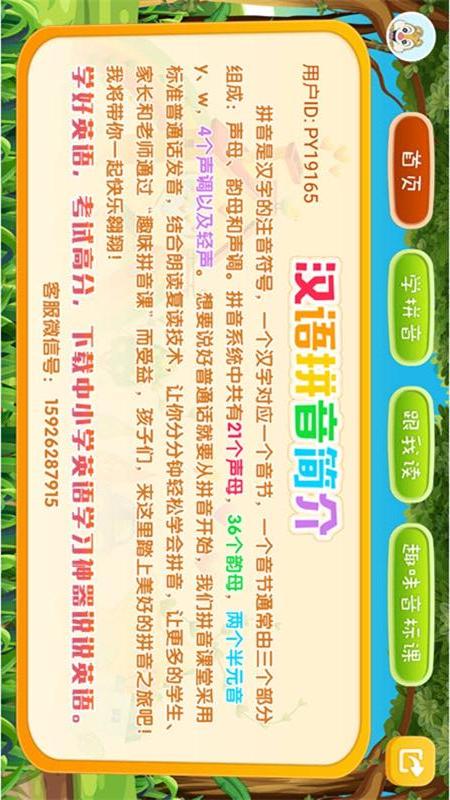 首页
学拼音
跟我读
趣味音标课
汉语拼音简介
用户ID: PY19165
拼音是汉字的注音符号，一个汉字对应一个音节，一个音节通常由三个部分
组成：声母、韵母和声调。拼音系统中共有21个声母，36个韵母，两个半元音
y、w，4个声调以及轻声。想要说好普通话就要从拼音开始，我们拼音课堂采用
标准普通话发音，结合朗读复读技术，让你分分钟轻松学会拼音，让更多的学生、
家长和老师通过“趣味拼音课”而受益，孩子们，来这里踏上美好的拼音之旅吧！
我将带你一起快乐翱翔！
学好英语，考试高分，下载中小学英语学习神器说说英语。
客服微信号： 15926287915